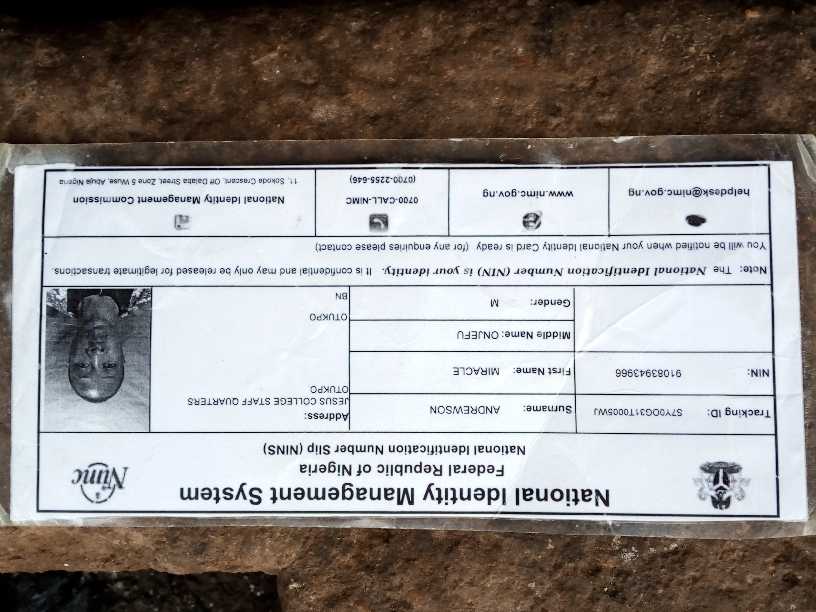 National Identity Management System
Federal Republic of Nigeria
National Identification Number Slip (NINS)
Nimc
Tracking ID: S7Y0OG31T0005WJ
Surname: ANDREWSON
Address:
JESUS COLLEGE STAFF QUARTERS
OTUKPO
NIN: 91083943966
First Name: MIRACLE
Middle Name: ONJEFU
OTUKPO
Gender: M
BN
Note: The National Identification Number (NIN) is your identity. It is confidential and may only be released for legitimate transactions.
You will be notified when your National Identity Card is ready (for any enquiries please contact)
helpdesk@nimc.gov.ng
www.nimc.gov.ng
0700-CALL-NIMC
(0700-2255-646)
National Identity Management Commission
11, Sokode Crescent, Off Dalaba Street, Zone 5 Wuse, Abuja Nigeria